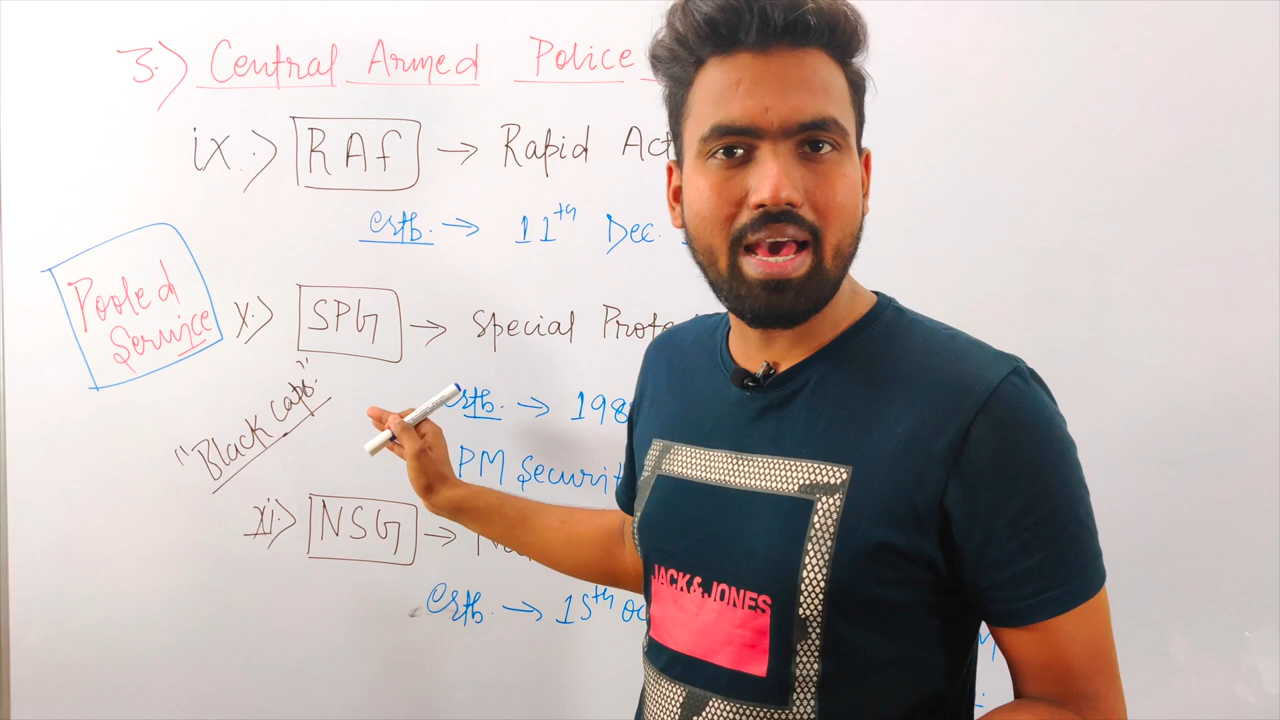 3.) Central Armed Police
ix.) RAf → Rapid Act
Estb. → 11th Dec.
Pooled
Service
x.) SPG → Special Prote
Estb. → 198
"Black cats"
PM Securit
xi.) NSG →
Estb. → 15th oc
JACK&JONES